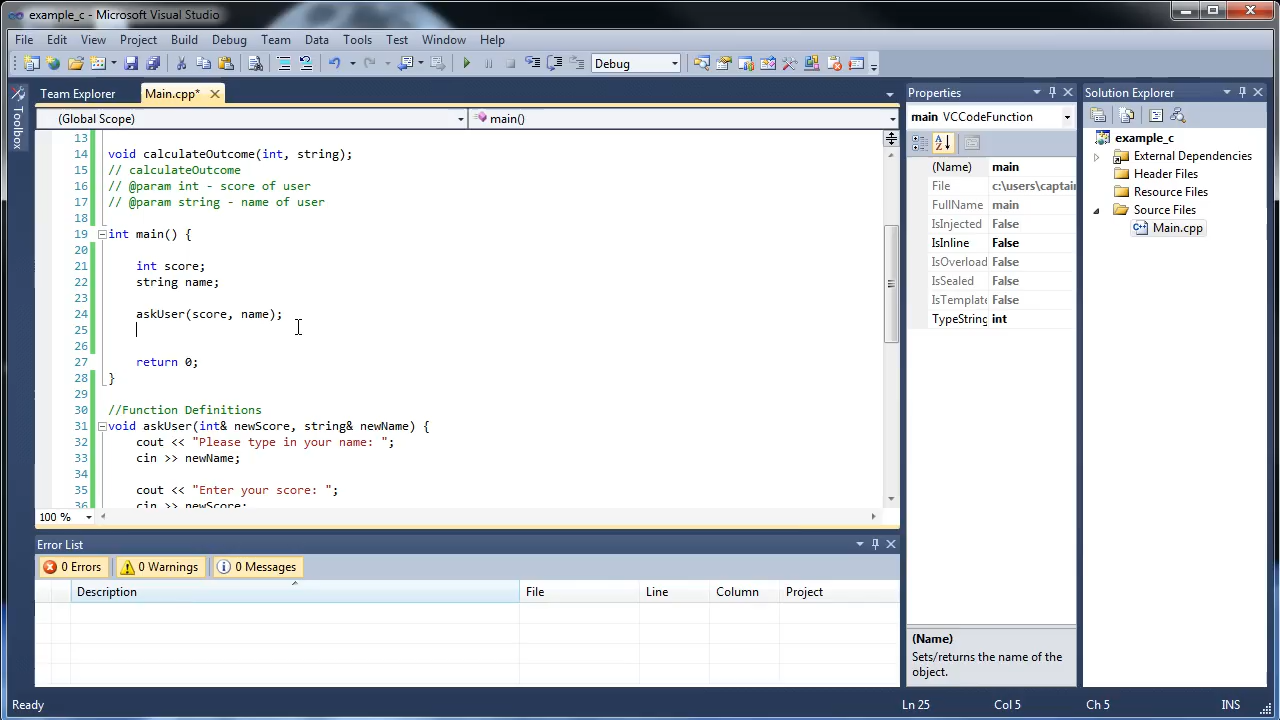 example_c - Microsoft Visual Studio
File Edit View Project Build Debug Team Data Tools Test Window Help
Debug
Team Explorer Main.cpp*
(Global Scope) main()
Toolbox
13
14 void calculateOutcome(int, string);
15 // calculateOutcome
16 // @param int - score of user
17 // @param string - name of user
18
19 int main() {
20
21 int score;
22 string name;
23
24 askUser(score, name);
25
26
27 return 0;
28 }
29
30 //Function Definitions
31 void askUser(int& newScore, string& newName) {
32 cout << "Please type in your name: ";
33 cin >> newName;
34
35 cout << "Enter your score: ";
36 cin >> newScore;
100 %
Error List
0 Errors 0 Warnings 0 Messages
Description File Line Column Project
Properties
main VCCodeFunction
(Name) main
File c:\users\captain
FullName main
IsInjected False
IsInline False
IsOverload False
IsSealed False
IsTemplate False
TypeString int
(Name)
Sets/returns the name of the
object.
Solution Explorer
example_c
External Dependencies
Header Files
Resource Files
Source Files
Main.cpp
Ready Ln 25 Col 5 Ch 5 INS